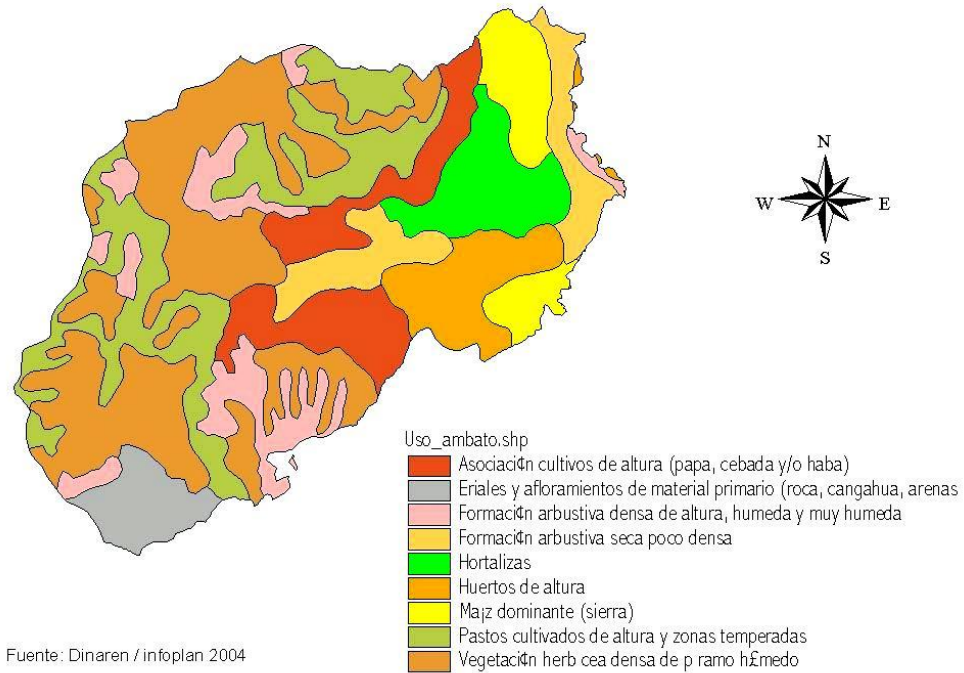 N
W E
S
Uso_ambato.shp
Asociaci¢n cultivos de altura (papa, cebada y/o haba)
Eriales y afloramientos de material primario (roca, cangahua, arenas
Formaci¢n arbustiva densa de altura, humeda y muy humeda
Formaci¢n arbustiva seca poco densa
Hortalizas
Huertos de altura
Ma¡z dominante (sierra)
Pastos cultivados de altura y zonas temperadas
Vegetaci¢n herb cea densa de p ramo h£medo
Fuente: Dinaren / infoplan 2004